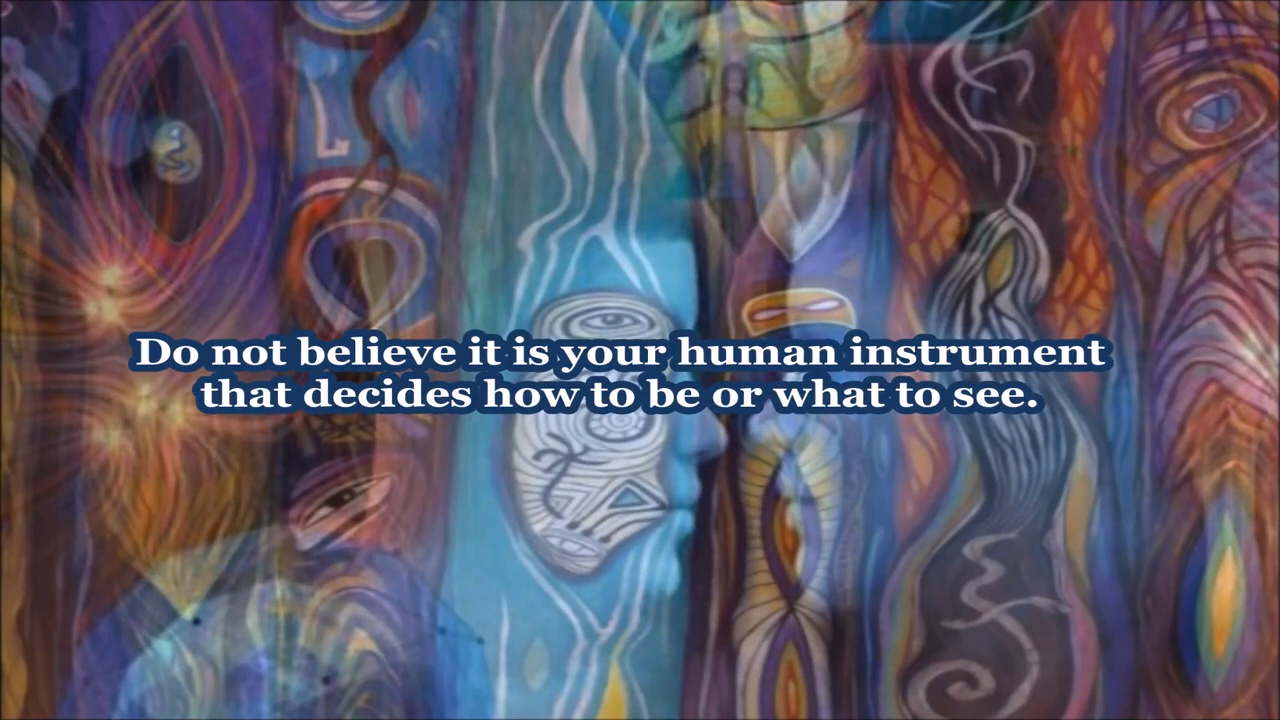 Do not believe it is your human instrument
that decides how to be or what to see.